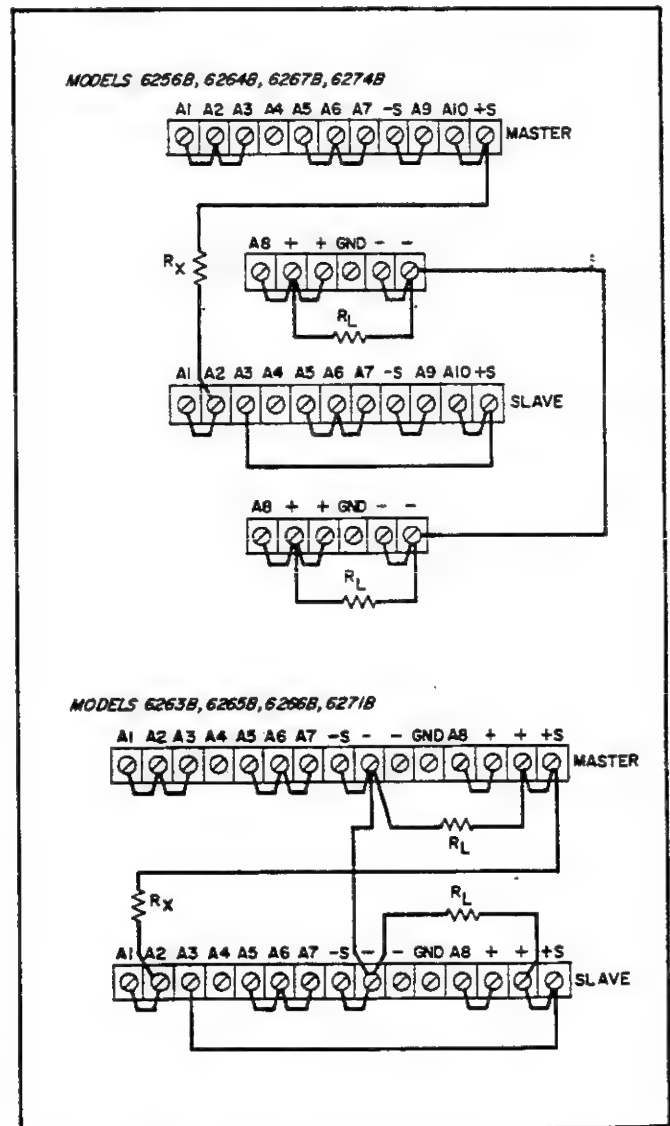 MODELS 6256B, 6264B, 6267B, 6274B
A1 A2 A3 A4 A5 A6 A7 -S A9 A10 +S
MASTER
A8 + + GND - -
RX
RL
A1 A2 A3 A4 A5 A6 A7 -S A9 A10 +S
SLAVE
A8 + + GND - -
RL
MODELS 6263B, 6265B, 6266B, 6271B
A1 A2 A3 A4 A5 A6 A7 -S - - GND A8 + + +S
MASTER
RL
RX
RL
A1 A2 A3 A4 A5 A6 A7 -S - - GND A8 + + +S
SLAVE